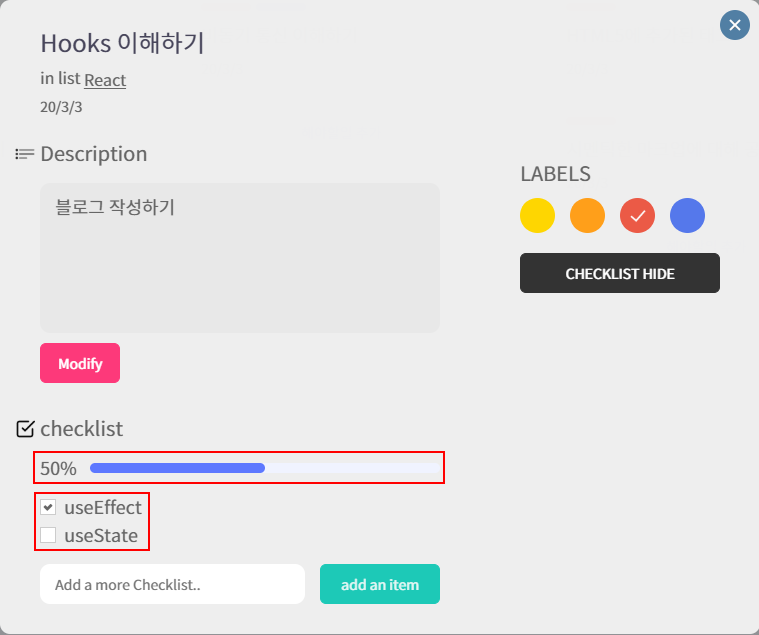 Hooks 이해하기
in list React
20/3/3
Description
블로그 작성하기
Modify
LABELS
CHECKLIST HIDE
checklist
50%
useEffect
useState
Add a more Checklist..
add an item